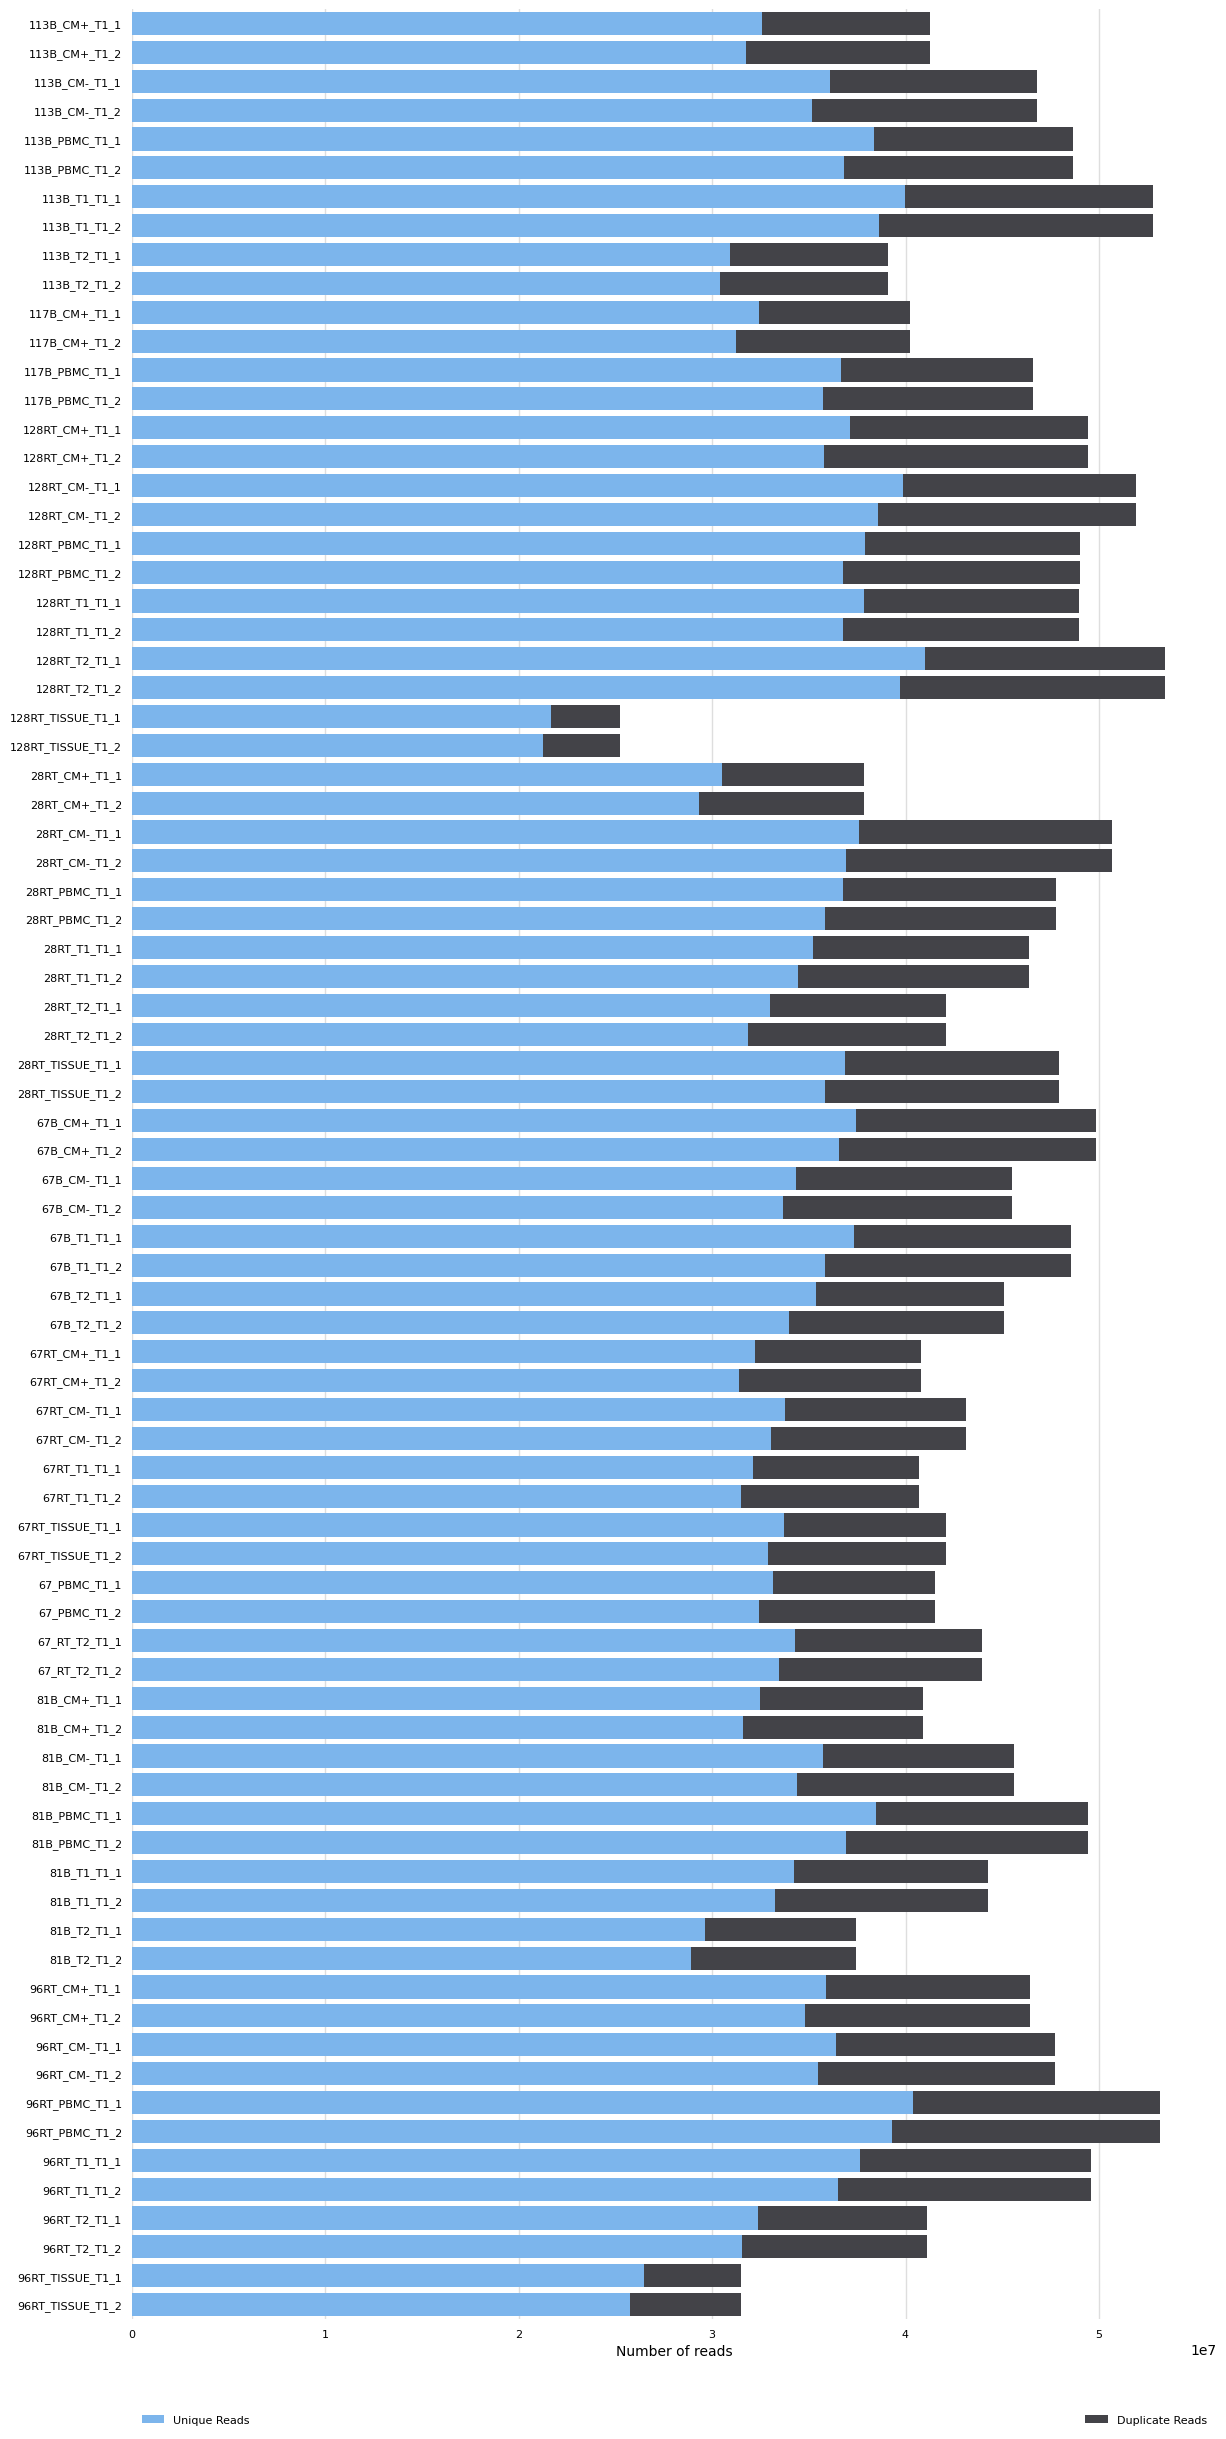 113B_CM+_T1_1
113B_CM+_T1_2
113B_CM-_T1_1
113B_CM-_T1_2
113B_PBMC_T1_1
113B_PBMC_T1_2
113B_T1_T1_1
113B_T1_T1_2
113B_T2_T1_1
113B_T2_T1_2
117B_CM+_T1_1
117B_CM+_T1_2
117B_PBMC_T1_1
117B_PBMC_T1_2
128RT_CM+_T1_1
128RT_CM+_T1_2
128RT_CM-_T1_1
128RT_CM-_T1_2
128RT_PBMC_T1_1
128RT_PBMC_T1_2
128RT_T1_T1_1
128RT_T1_T1_2
128RT_T2_T1_1
128RT_T2_T1_2
128RT_TISSUE_T1_1
128RT_TISSUE_T1_2
28RT_CM+_T1_1
28RT_CM+_T1_2
28RT_CM-_T1_1
28RT_CM-_T1_2
28RT_PBMC_T1_1
28RT_PBMC_T1_2
28RT_T1_T1_1
28RT_T1_T1_2
28RT_T2_T1_1
28RT_T2_T1_2
28RT_TISSUE_T1_1
28RT_TISSUE_T1_2
67B_CM+_T1_1
67B_CM+_T1_2
67B_CM-_T1_1
67B_CM-_T1_2
67B_T1_T1_1
67B_T1_T1_2
67B_T2_T1_1
67B_T2_T1_2
67RT_CM+_T1_1
67RT_CM+_T1_2
67RT_CM-_T1_1
67RT_CM-_T1_2
67RT_T1_T1_1
67RT_T1_T1_2
67RT_TISSUE_T1_1
67RT_TISSUE_T1_2
67_PBMC_T1_1
67_PBMC_T1_2
67_RT_T2_T1_1
67_RT_T2_T1_2
81B_CM+_T1_1
81B_CM+_T1_2
81B_CM-_T1_1
81B_CM-_T1_2
81B_PBMC_T1_1
81B_PBMC_T1_2
81B_T1_T1_1
81B_T1_T1_2
81B_T2_T1_1
81B_T2_T1_2
96RT_CM+_T1_1
96RT_CM+_T1_2
96RT_CM-_T1_1
96RT_CM-_T1_2
96RT_PBMC_T1_1
96RT_PBMC_T1_2
96RT_T1_T1_1
96RT_T1_T1_2
96RT_T2_T1_1
96RT_T2_T1_2
96RT_TISSUE_T1_1
96RT_TISSUE_T1_2
0 1 2 3 4 5
Number of reads 1e7
Unique Reads Duplicate Reads